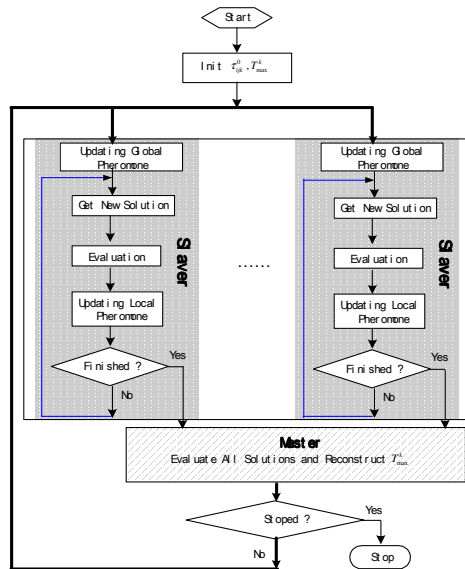 Start
Init τ⁰ᵢⱼₖ , Tᵏₘₐₓ
Updating Global
Pheromone
Get New Solution
Evaluation
Updating Local
Pheromone
Finished ?
Yes
No
Slaver
......
Updating Global
Pheromone
Get New Solution
Evaluation
Updating Local
Pheromone
Finished ?
Yes
No
Slaver
Master
Evaluate All Solutions and Reconstruct Tᵏₘₐₓ
Stoped ?
Yes
No
Stop